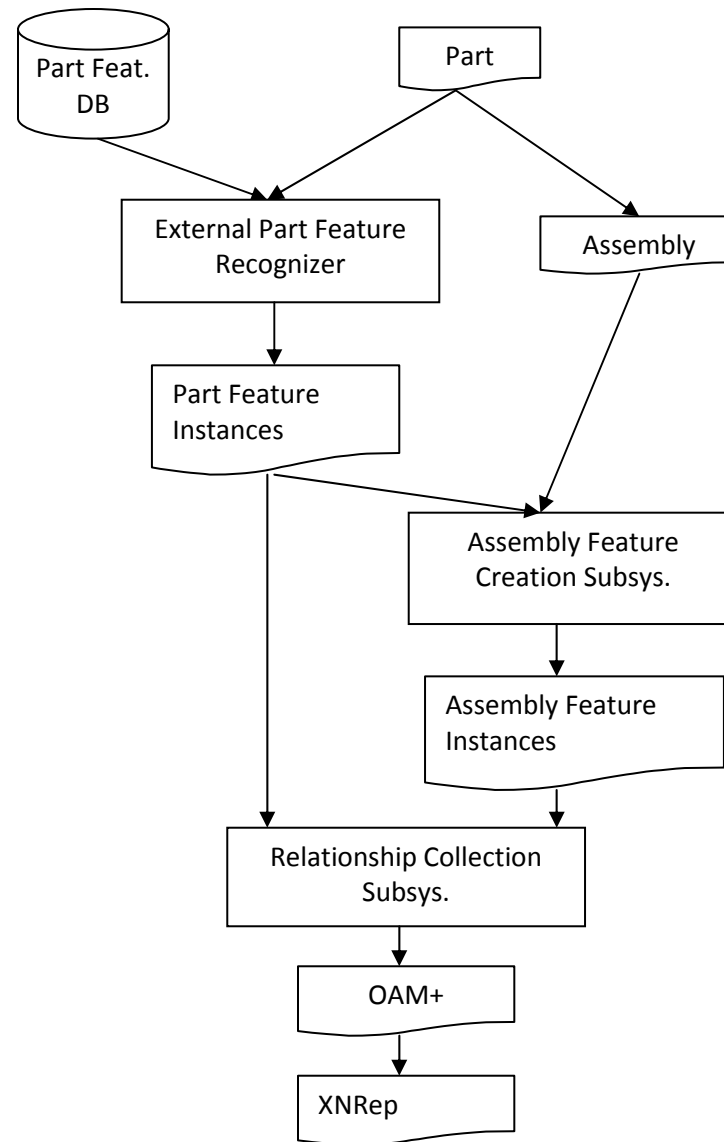 Part Feat.
DB
Part
External Part Feature
Recognizer
Assembly
Part Feature
Instances
Assembly Feature
Creation Subsys.
Assembly Feature
Instances
Relationship Collection
Subsys.
OAM+
XNRep